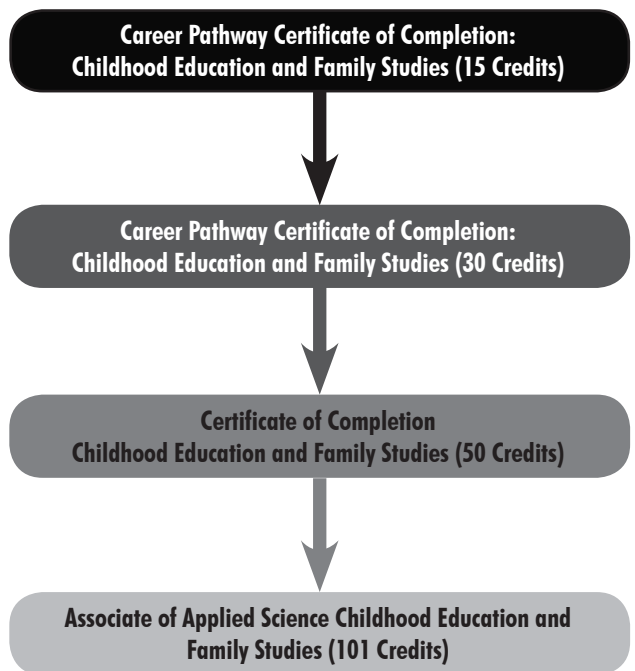 Career Pathway Certificate of Completion:
Childhood Education and Family Studies (15 Credits)
Career Pathway Certificate of Completion:
Childhood Education and Family Studies (30 Credits)
Certificate of Completion
Childhood Education and Family Studies (50 Credits)
Associate of Applied Science Childhood Education and
Family Studies (101 Credits)